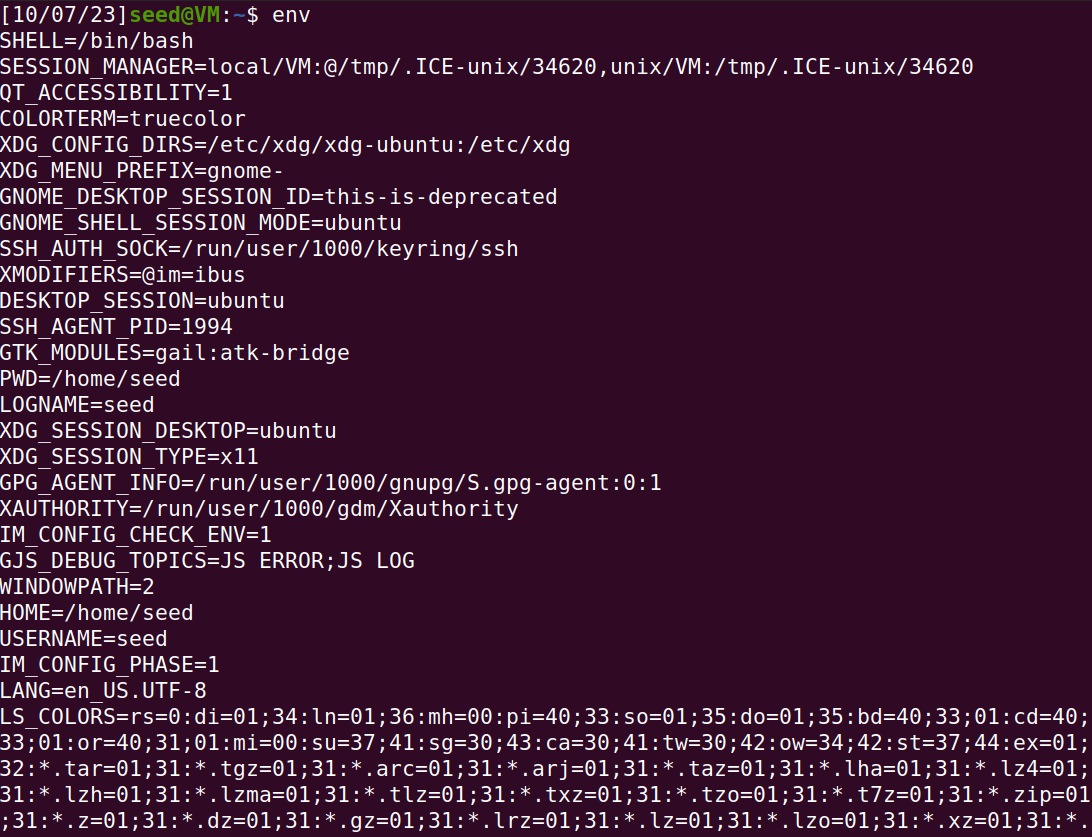 [10/07/23]seed@VM:~$ env
SHELL=/bin/bash
SESSION_MANAGER=local/VM:@/tmp/.ICE-unix/34620,unix/VM:/tmp/.ICE-unix/34620
QT_ACCESSIBILITY=1
COLORTERM=truecolor
XDG_CONFIG_DIRS=/etc/xdg/xdg-ubuntu:/etc/xdg
XDG_MENU_PREFIX=gnome-
GNOME_DESKTOP_SESSION_ID=this-is-deprecated
GNOME_SHELL_SESSION_MODE=ubuntu
SSH_AUTH_SOCK=/run/user/1000/keyring/ssh
XMODIFIERS=@im=ibus
DESKTOP_SESSION=ubuntu
SSH_AGENT_PID=1994
GTK_MODULES=gail:atk-bridge
PWD=/home/seed
LOGNAME=seed
XDG_SESSION_DESKTOP=ubuntu
XDG_SESSION_TYPE=x11
GPG_AGENT_INFO=/run/user/1000/gnupg/S.gpg-agent:0:1
XAUTHORITY=/run/user/1000/gdm/Xauthority
IM_CONFIG_CHECK_ENV=1
GJS_DEBUG_TOPICS=JS ERROR;JS LOG
WINDOWPATH=2
HOME=/home/seed
USERNAME=seed
IM_CONFIG_PHASE=1
LANG=en_US.UTF-8
LS_COLORS=rs=0:di=01;34:ln=01;36:mh=00:pi=40;33:so=01;35:do=01;35:bd=40;33;01:cd=40;
33;01:or=40;31;01:mi=00:su=37;41:sg=30;43:ca=30;41:tw=30;42:ow=34;42:st=37;44:ex=01;
32:*.tar=01;31:*.tgz=01;31:*.arc=01;31:*.arj=01;31:*.taz=01;31:*.lha=01;31:*.lz4=01;
31:*.lzh=01;31:*.lzma=01;31:*.tlz=01;31:*.txz=01;31:*.tzo=01;31:*.t7z=01;31:*.zip=01
;31:*.z=01;31:*.dz=01;31:*.gz=01;31:*.lrz=01;31:*.lz=01;31:*.lzo=01;31:*.xz=01;31:*.